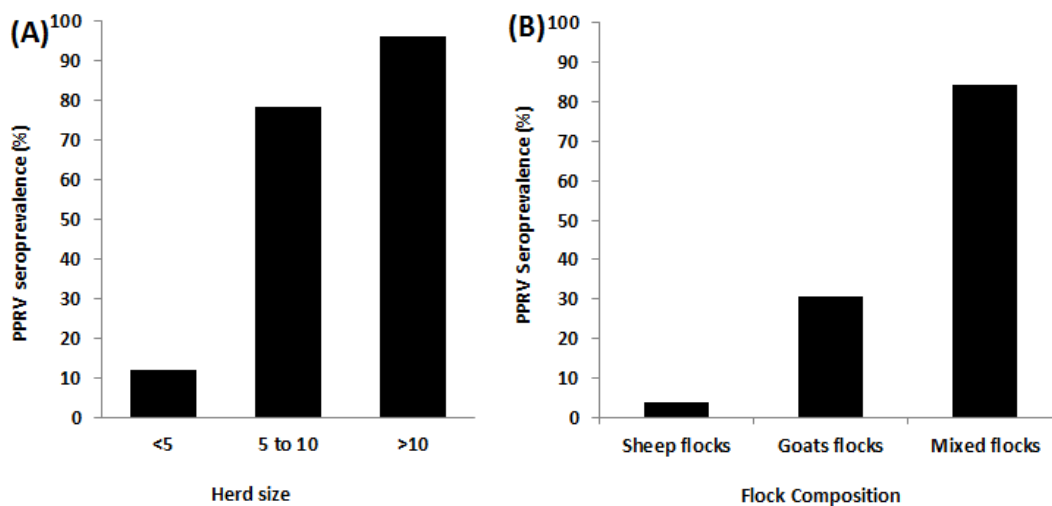 (A)
PPRV seroprevalence (%)
100
90
80
70
60
50
40
30
20
10
0
<5 5 to 10 >10
Herd size
(B)
PPRV Seroprevalence (%)
100
90
80
70
60
50
40
30
20
10
0
Sheep flocks Goats flocks Mixed flocks
Flock Composition